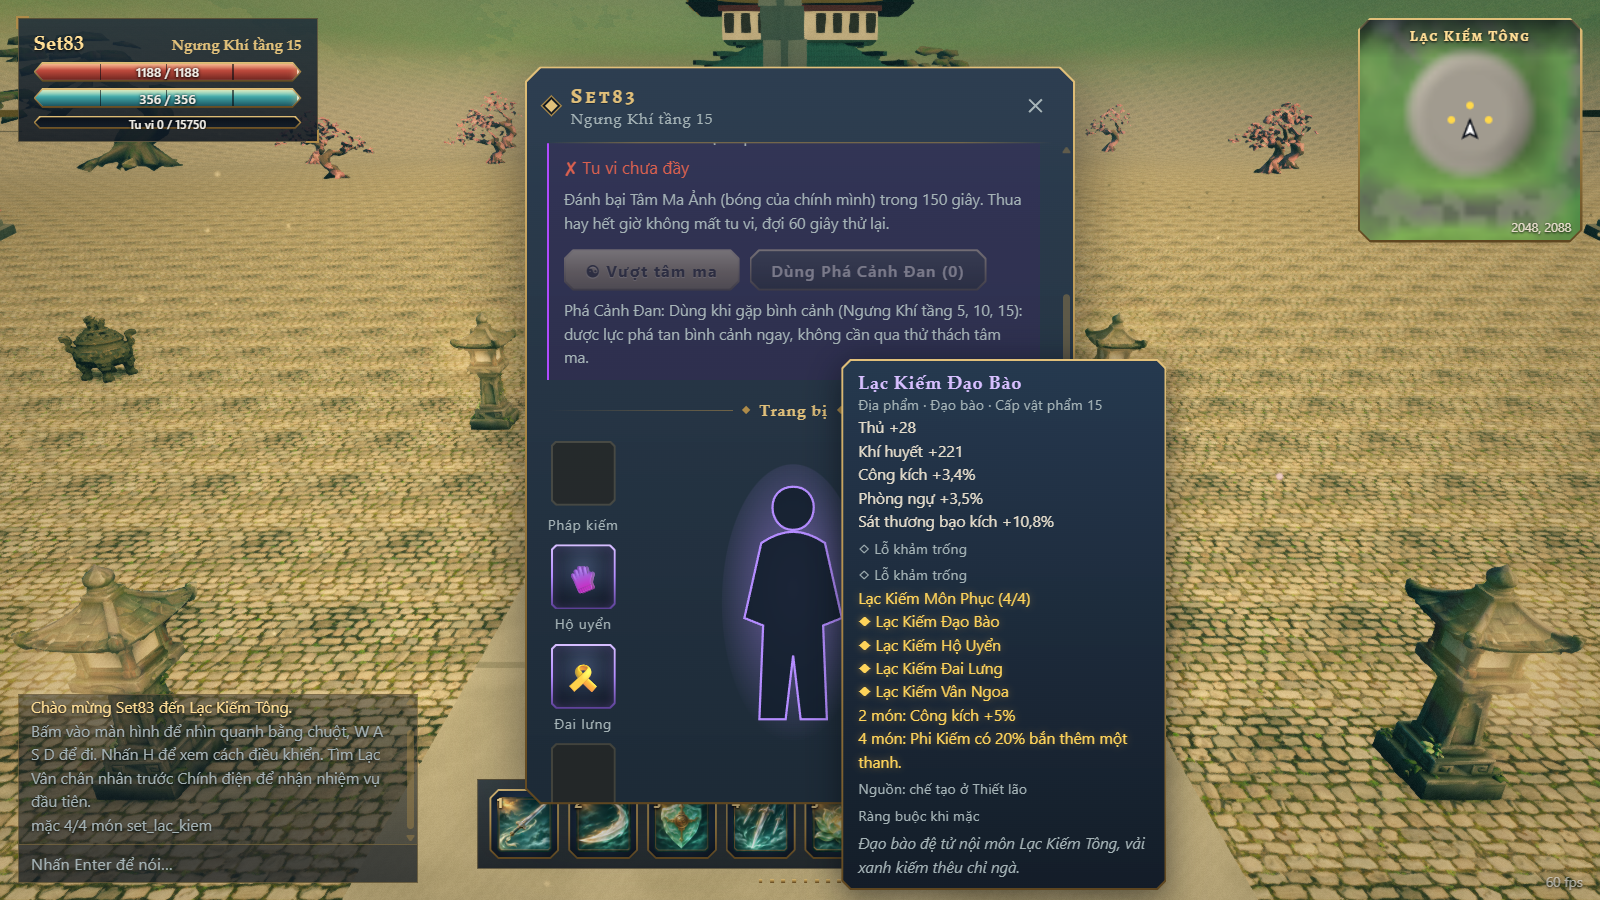 Set83
Ngưng Khí tầng 15
1188 / 1188
356 / 356
Tu vi 0 / 15750
Lạc Kiếm Tông
2048, 2088
Set83
Ngưng Khí tầng 15
✗ Tu vi chưa đầy
Đánh bại Tâm Ma Ảnh (bóng của chính mình) trong 150 giây. Thua
hay hết giờ không mất tu vi, đợi 60 giây thử lại.
Vượt tâm ma
Dùng Phá Cảnh Đan (0)
Phá Cảnh Đan: Dùng khi gặp bình cảnh (Ngưng Khí tầng 5, 10, 15):
dược lực phá tan bình cảnh ngay, không cần qua thử thách tâm
ma.
Trang bị
Pháp kiếm
Hộ uyển
Đai lưng
Lạc Kiếm Đạo Bào
Địa phẩm · Đạo bào · Cấp vật phẩm 15
Thủ +28
Khí huyết +221
Công kích +3,4%
Phòng ngự +3,5%
Sát thương bạo kích +10,8%
◇ Lỗ khảm trống
◇ Lỗ khảm trống
Lạc Kiếm Môn Phục (4/4)
◆ Lạc Kiếm Đạo Bào
◆ Lạc Kiếm Hộ Uyển
◆ Lạc Kiếm Đai Lưng
◆ Lạc Kiếm Vân Ngoa
2 món: Công kích +5%
4 món: Phi Kiếm có 20% bắn thêm một
thanh.
Nguồn: chế tạo ở Thiết lão
Ràng buộc khi mặc
Đạo bào đệ tử nội môn Lạc Kiếm Tông, vải
xanh kiếm thêu chỉ ngà.
Chào mừng Set83 đến Lạc Kiếm Tông.
Bấm vào màn hình để nhìn quanh bằng chuột, W A
S D để đi. Nhấn H để xem cách điều khiển. Tìm Lạc
Vân chân nhân trước Chính điện để nhận nhiệm vụ
đầu tiên.
mặc 4/4 món set_lac_kiem
Nhấn Enter để nói...
1
60 fps